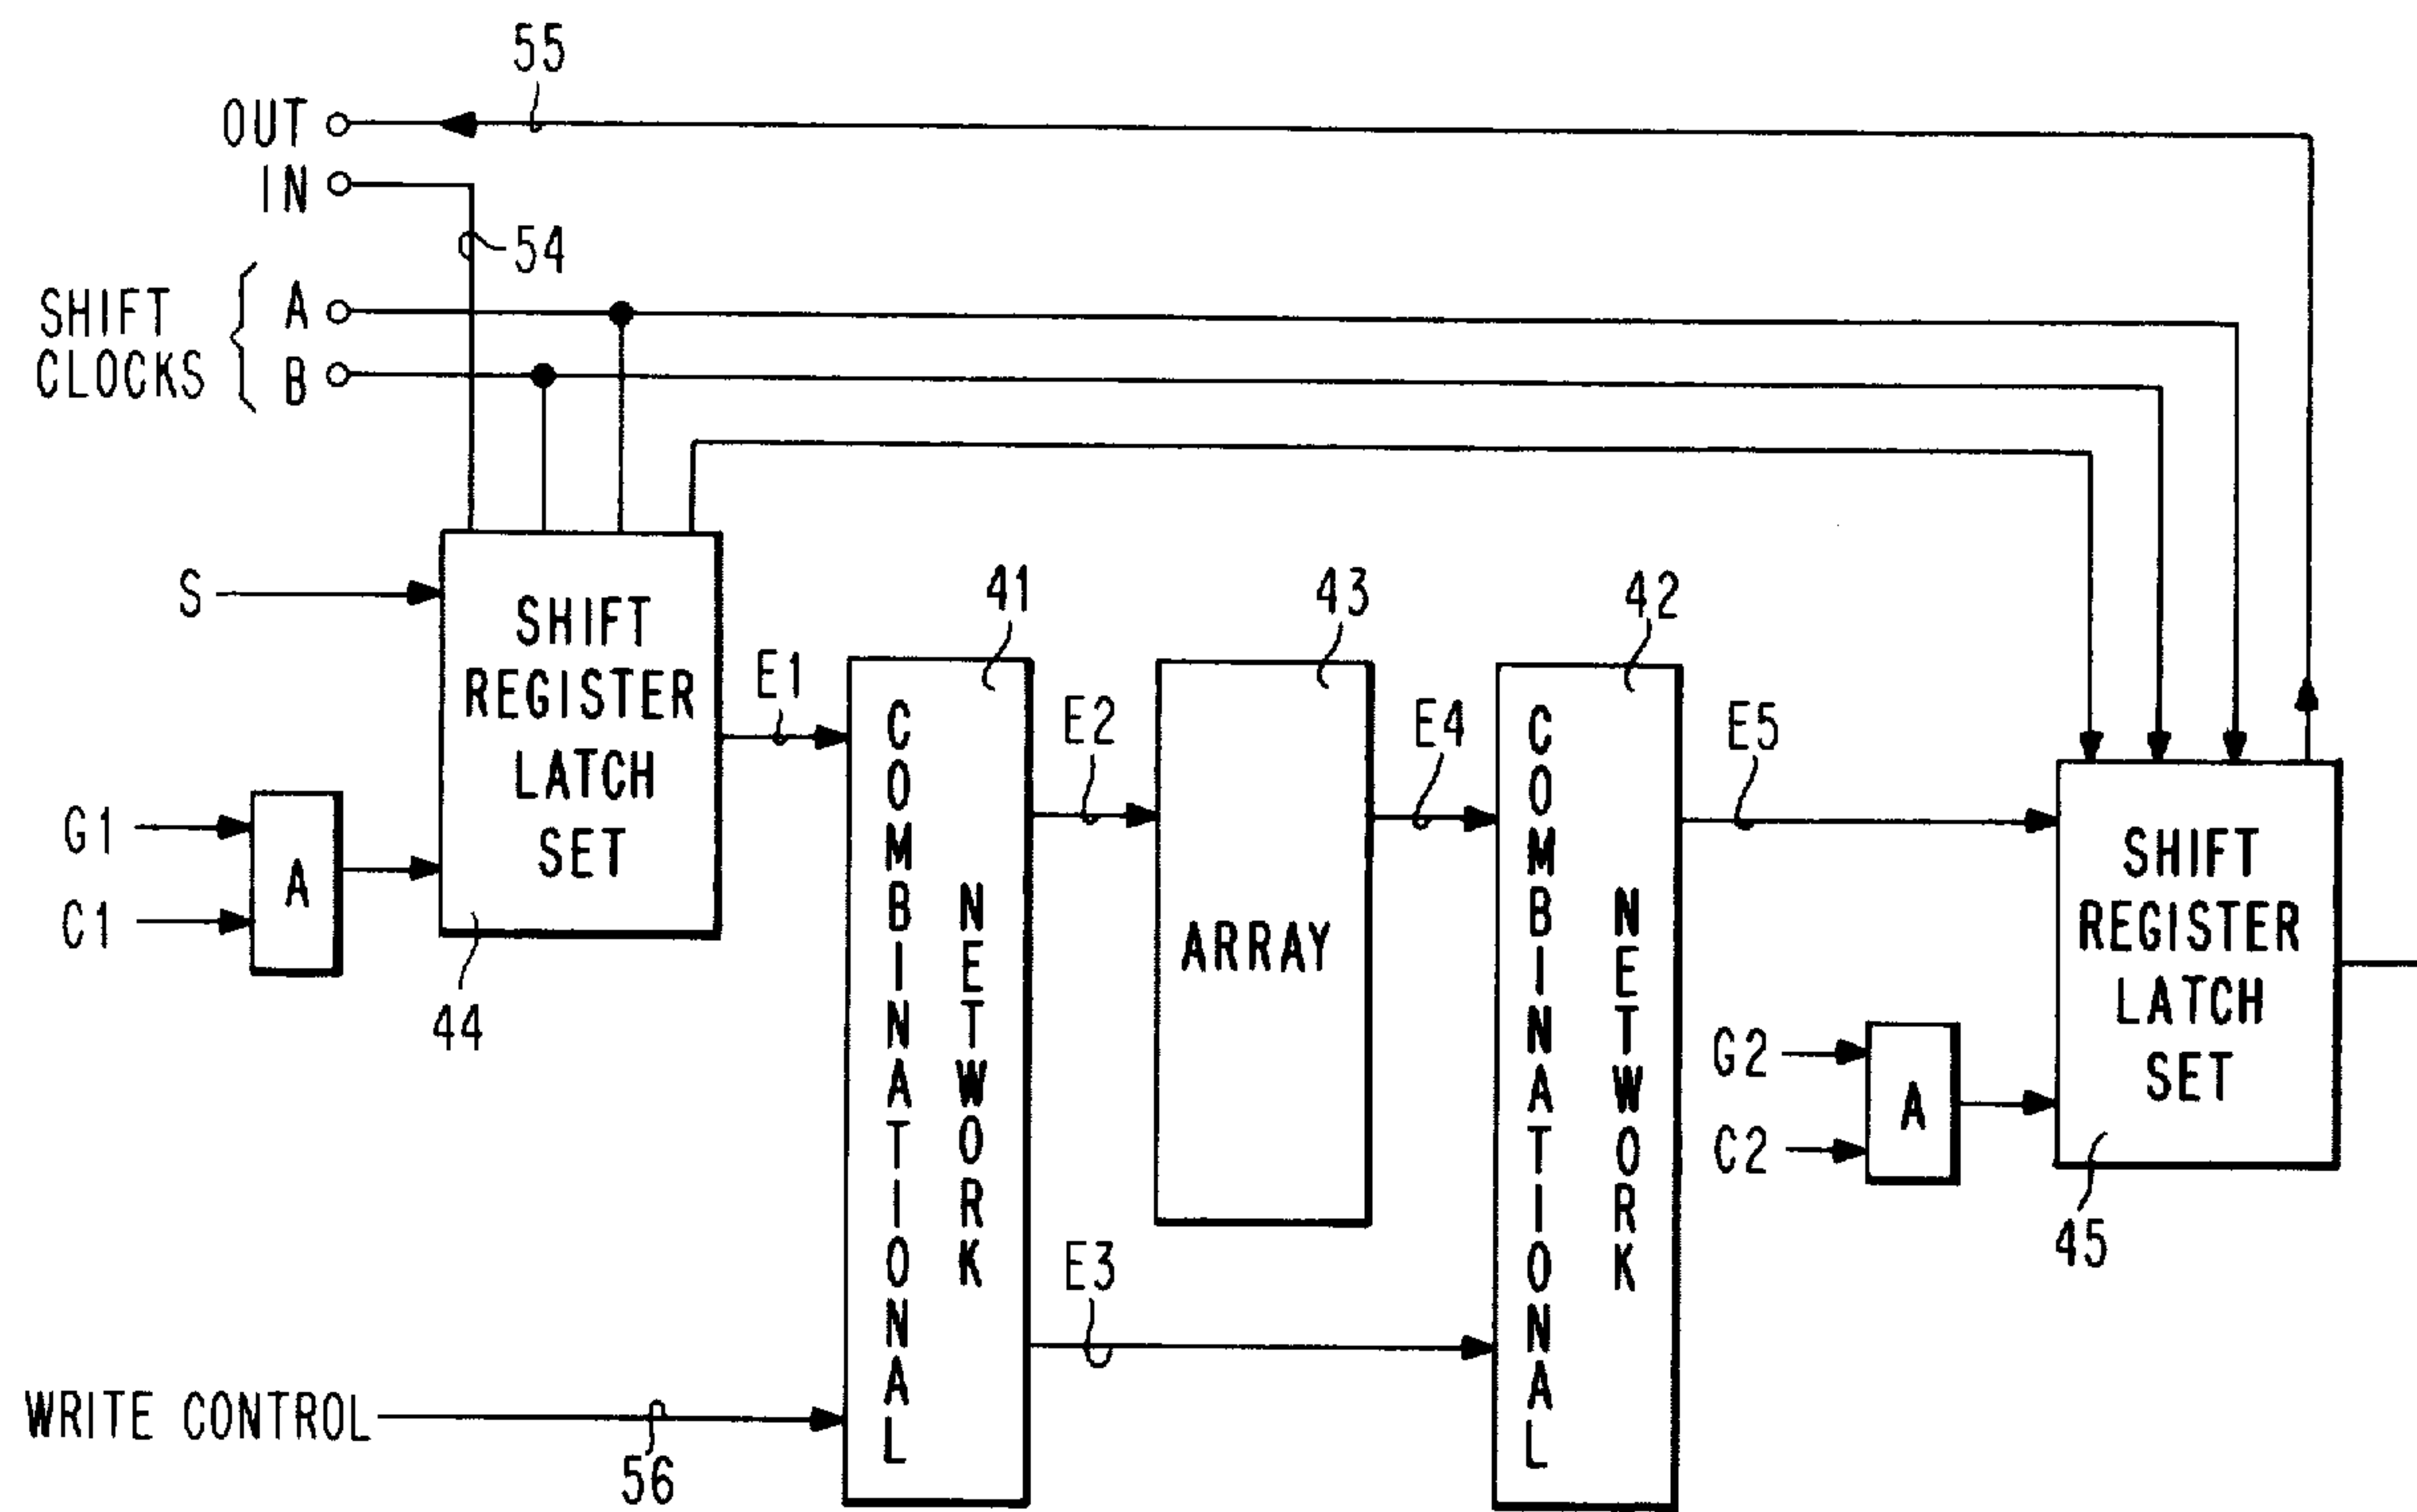 55
OUT
IN
54
SHIFT CLOCKS
A
B
S
SHIFT
REGISTER
LATCH
SET
41
43
42
E1
E2
E4
E5
G1
C1
A
44
COMBINATIONAL
NETWORK
ARRAY
COMBINATIONAL
NETWORK
SHIFT
REGISTER
LATCH
SET
G2
C2
A
45
E3
WRITE CONTROL
56